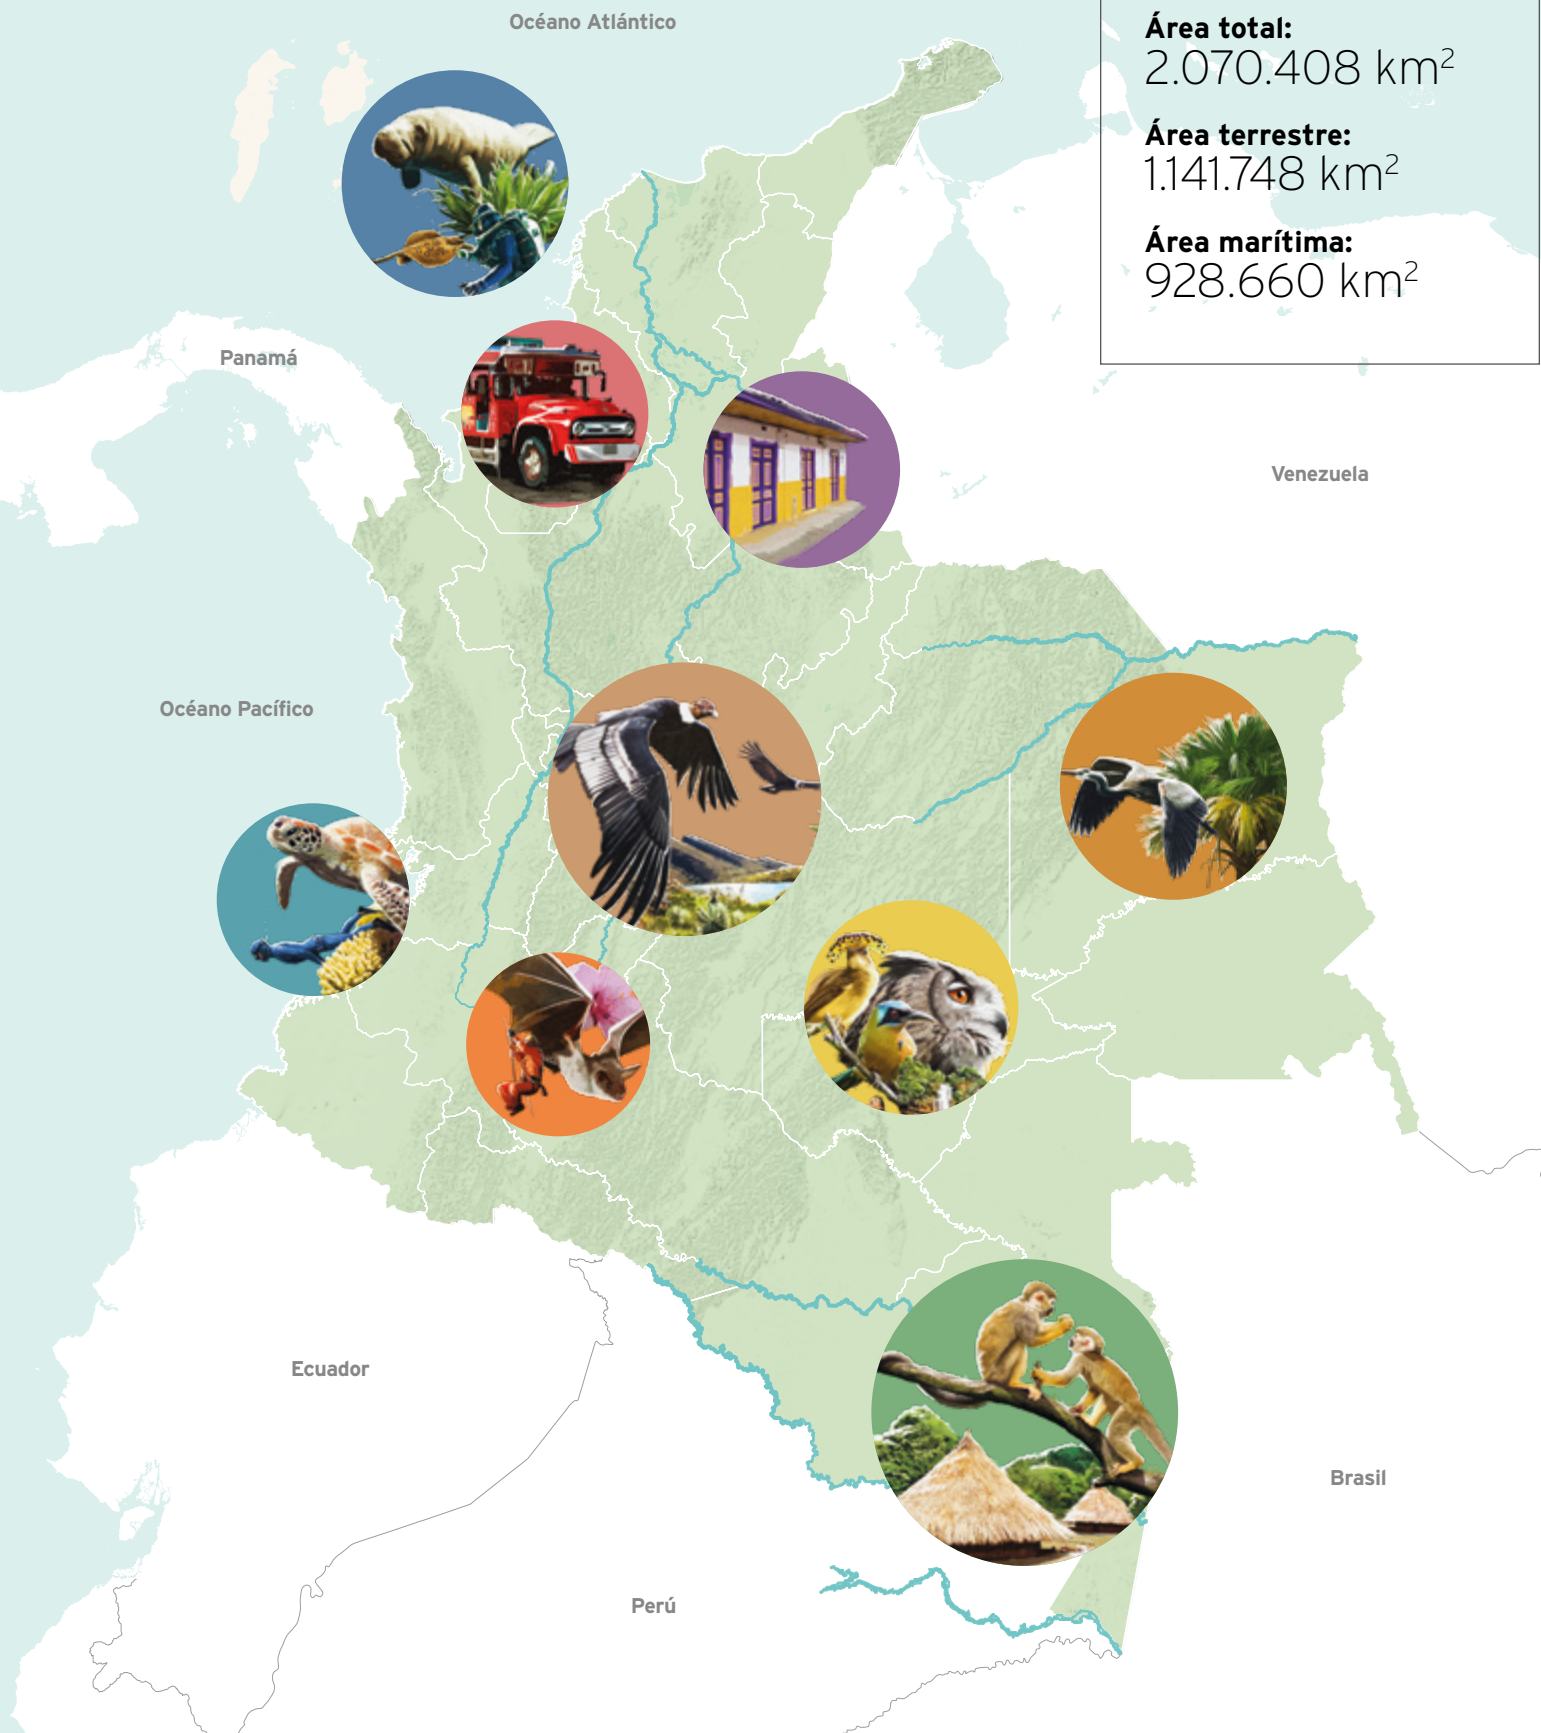 Océano Atlántico
Área total:
2.070.408 km²
Área terrestre:
1.141.748 km²
Área marítima:
928.660 km²
Panamá
Venezuela
Océano Pacífico
Ecuador
Brasil
Perú